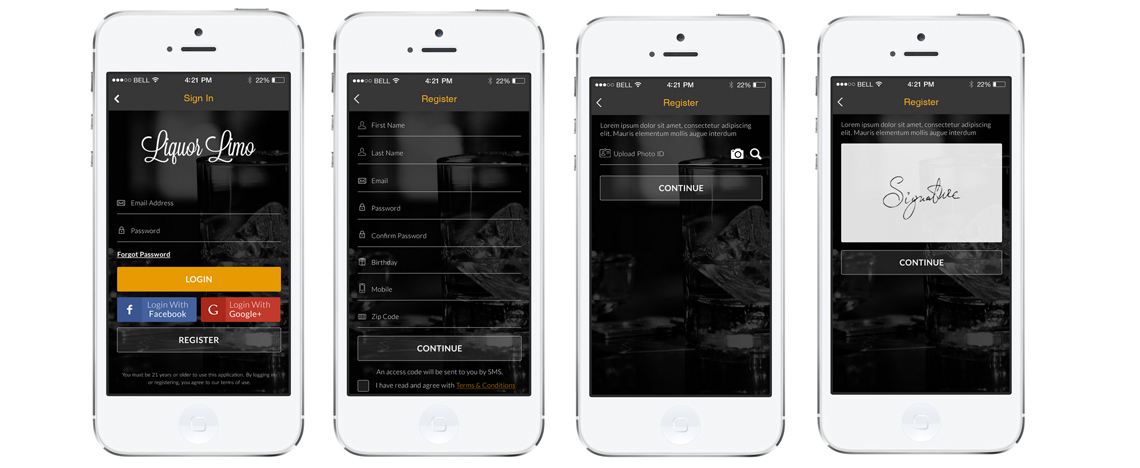 ●●●○○ BELL 4:21 PM 22%
Sign In
Liquor Limo
Email Address
Password
Forgot Password
LOGIN
f Login With
Facebook
G Login With
Google+
REGISTER
You must be 21 years or older to use this application. By logging in
or registering, you agree to our terms of use.
●●●○○ BELL 4:21 PM 22%
Register
First Name
Last Name
Email
Password
Confirm Password
Birthday
Mobile
Zip Code
CONTINUE
An access code will be sent to you by SMS.
I have read and agree with Terms & Conditions
●●●○○ BELL 4:21 PM 22%
Register
Lorem ipsum dolor sit amet, consectetur adipiscing
elit. Mauris elementum mollis augue interdum
Upload Photo ID
CONTINUE
●●●○○ BELL 4:21 PM 22%
Register
Lorem ipsum dolor sit amet, consectetur adipiscing
elit. Mauris elementum mollis augue interdum
Signature
CONTINUE